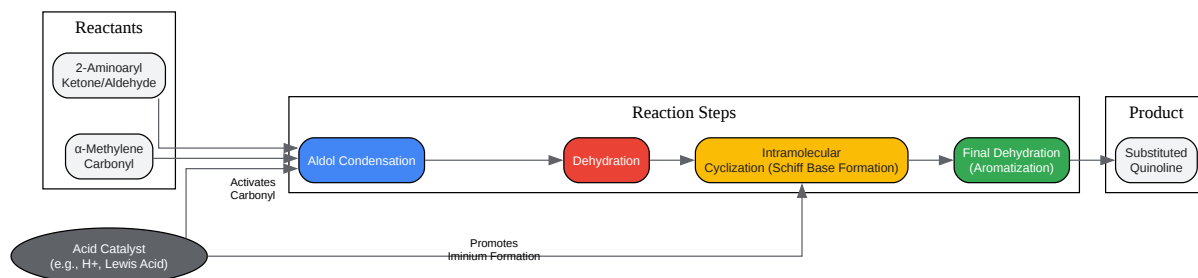 Reactants
2-Aminoaryl
Ketone/Aldehyde
α-Methylene
Carbonyl
Reaction Steps
Aldol Condensation
Dehydration
Intramolecular
Cyclization (Schiff Base Formation)
Final Dehydration
(Aromatization)
Product
Substituted
Quinoline
Activates
Carbonyl
Acid Catalyst
(e.g., H+, Lewis Acid)
Promotes
Iminium Formation